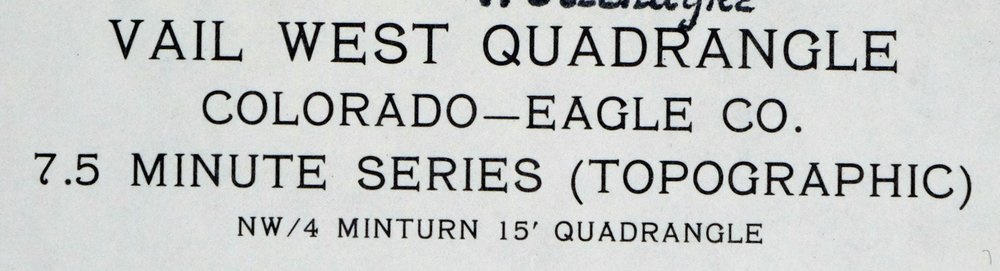 VAIL WEST QUADRANGLE
COLORADO—EAGLE CO.
7.5 MINUTE SERIES (TOPOGRAPHIC)
NW/4 MINTURN 15' QUADRANGLE